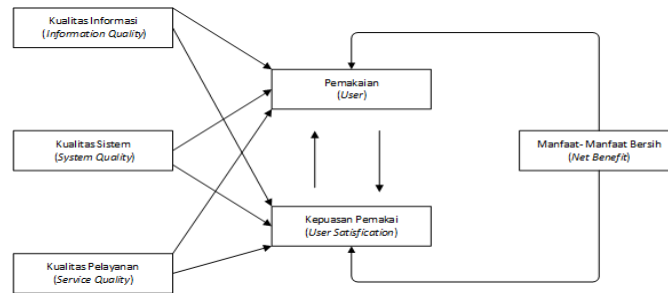 Kualitas Informasi
(Information Quality)
Pemakaian
(User)
Kualitas Sistem
(System Quality)
Manfaat- Manfaat Bersih
(Net Benefit)
Kepuasan Pemakai
(User Satisfication)
Kualitas Pelayanan
(Service Quality)